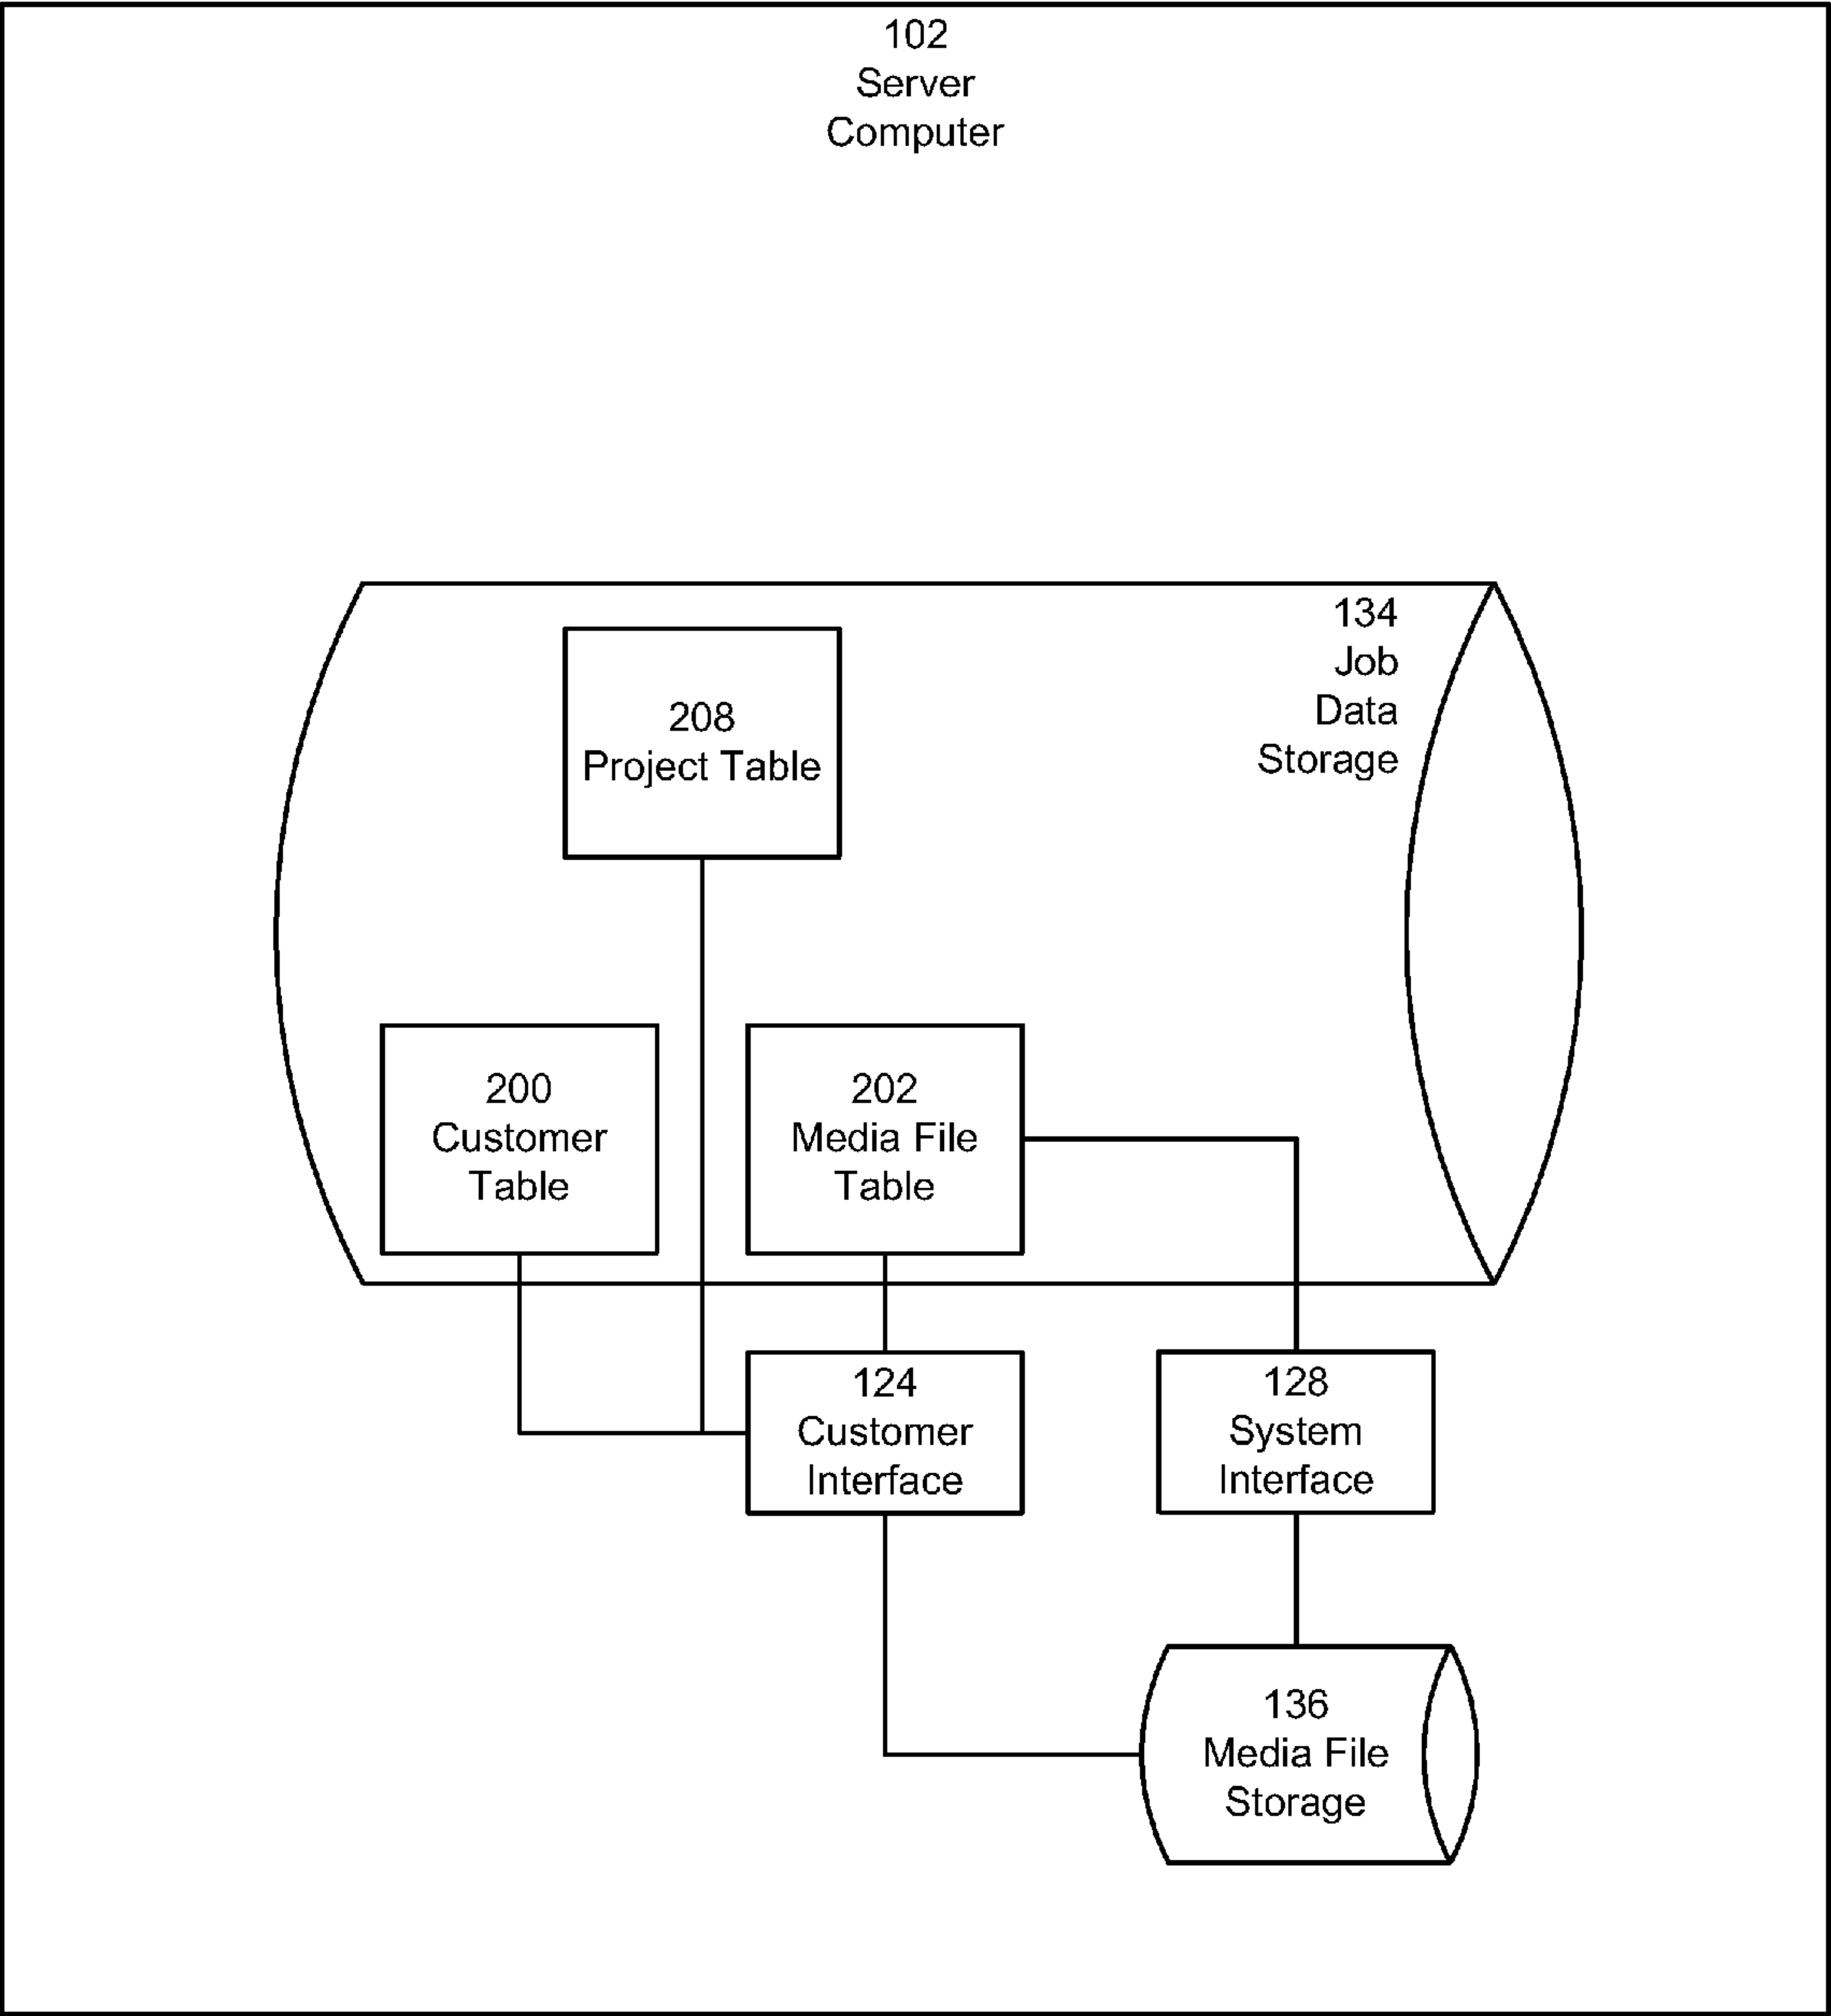 102
Server
Computer
134
Job
Data
Storage
208
Project Table
200
Customer
Table
202
Media File
Table
124
Customer
Interface
128
System
Interface
136
Media File
Storage